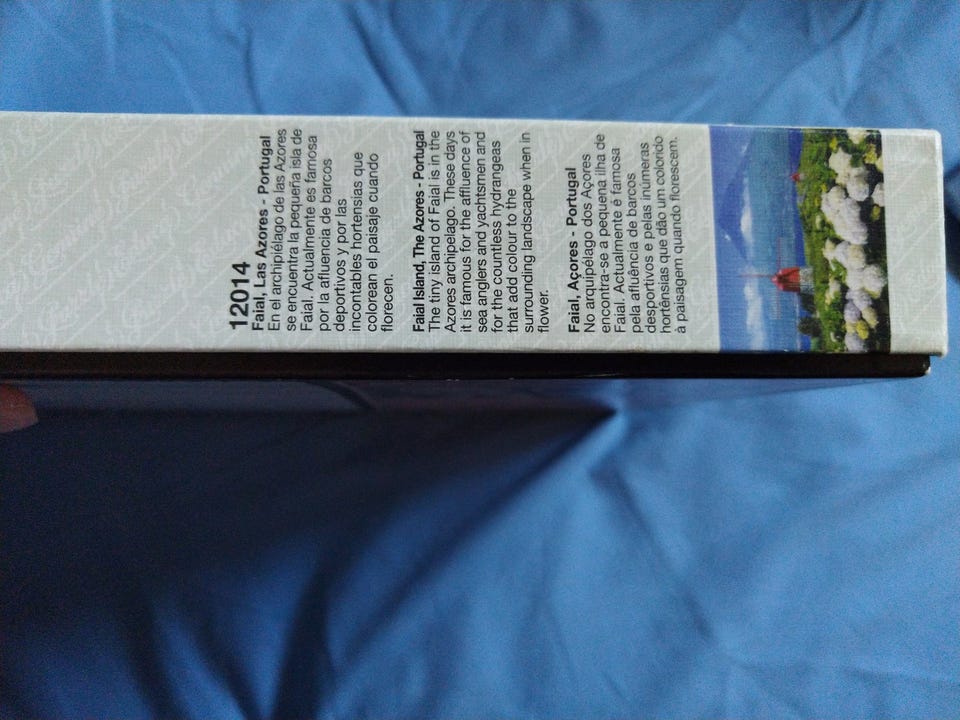 12014
Faial, Las Azores - Portugal
En el archipiélago de las Azores
se encuentra la pequeña isla de
Faial. Actualmente es famosa
por la affluencia de barcos
deportivos y por las
incontables hortensias que
colorean el paisaje cuando
florecen.
Faial Island, The Azores - Portugal
The tiny island of Faial is in the
Azores archipelago. These days
it is famous for the affluence of
sea anglers and yachtsmen and
for the countless hydrangeas
that add colour to the
surrounding landscape when in
flower.
Faial, Açores - Portugal
No arquipélago dos Açores
encontra-se a pequena ilha de
Faial. Actualmente é famosa
pela afluência de barcos
desportivos e pelas inúmeras
hortênsias que dão um colorido
à paisagem quando florescem.